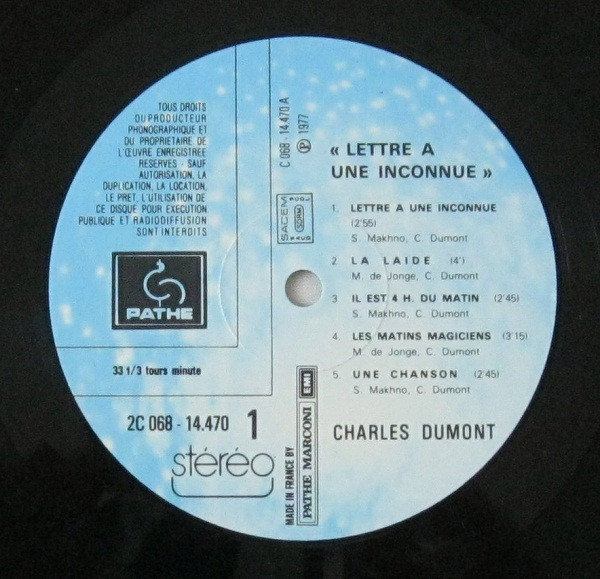 TOUS DROITS
DU PRODUCTEUR
PHONOGRAPHIQUE ET
DU PROPRIETAIRE DE
L'ŒUVRE ENREGISTREE
RESERVES - SAUF
AUTORISATION, LA
DUPLICATION, LA LOCATION,
LE PRET, L'UTILISATION DE
CE DISQUE POUR EXECUTION
PUBLIQUE ET RADIODIFFUSION
SONT INTERDITS
PATHE
33 1/3 tours minute
2C 068 - 14.470 1
stéréo
C 068 - 14.470 A
Ⓟ 1977
SACEM
SDRM
MADE IN FRANCE BY
PATHE MARCONI EMI
« LETTRE A
UNE INCONNUE »
1. LETTRE A UNE INCONNUE
(2'55)
S. Makhno, C. Dumont
2 LA LAIDE (4')
M. de Jonge, C. Dumont
3 IL EST 4 H. DU MATIN (2'45)
S. Makhno, C. Dumont
4. LES MATINS MAGICIENS (3'15)
M. de Jonge, C. Dumont
5. UNE CHANSON (2'45)
S. Makhno, C. Dumont
CHARLES DUMONT